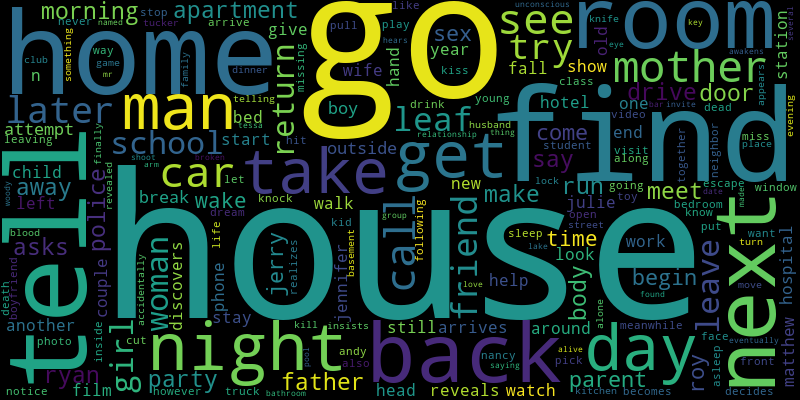 morning
stop
tucker
apartment
arrive
give
like
see
room
old
knife
key
unconscious
several
never
named
home
go
pull
play
hears
sex
year
kiss
try
eye
awakens
station
something
club
way
game
mr
n
family
dinner
return
missing
wife
hand
fall
show
mother
class
appears
later
man
telling
tessa
bed
boy
drink
young
leaf
hotel
one
drive
door
dead
bar
invite
evening
attempt
leaving
school
start
hit
husband
relationship
thing
come
end
video
miss
place
child
finally
shoot
arm
broken
outside
student
visit
along
together
neighbor
find
tell
car
let
take
get
say
run
going
escape
date
woody
away
left
revealed
police
break
wake
knock
walk
new
make
julie
lock
toy
meet
bedroom
know
window
maden
blood
dream
kid
group
following
friend
open
street
put
want
turn
house
asks
couple
woman
discovers
life
jerry
realizes
basement
call
love
sleep
lake
time
work
look
next
death
boyfriend
accidentally
phone
jennifer
help
body
begin
found
leave
move
hospital
another
inside
stay
alone
photo
girl
night
kill
insists
still
arrives
around
meanwhile
face
eventually
cut
andy
also
back
nancy
saying
alive
pick
day
parent
roy
asleep
front
matthew
ryan
party
pool
father
notice
film
however
truck
bathroom
head
reveals
watch
kitchen
becomes
decides